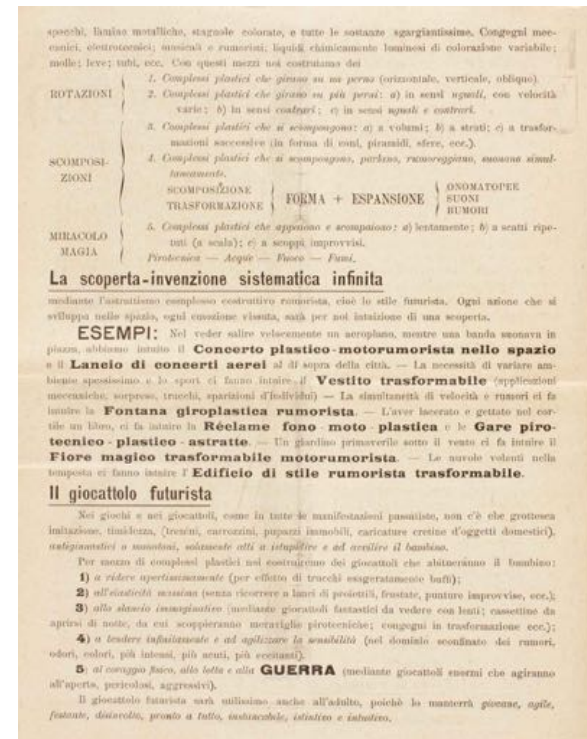 specchi, lamine metalliche, stagnole colorate, e tutte le sostanze sgargiantissime. Congegni mec-
canici, elettrotecnici; musicali e rumoristi; liquidi chimicamente luminosi di colorazione variabile;
molle; leve; tubi, ecc. Con questi mezzi noi costruiamo dei
ROTAZIONI
1. Complessi plastici che girano su un perno (orizzontale, verticale, obliquo).
2. Complessi plastici che girano su più perni: a) in sensi uguali, con velocità
varie; b) in sensi contrari; c) in sensi uguali e contrari.
SCOMPOSI-
ZIONI
3. Complessi plastici che si scompongono: a) a volumi; b) a strati; c) a trasfor-
mazioni successive (in forma di coni, piramidi, sfere, ecc.).
4. Complessi plastici che si scompongono, parlano, rumoreggiano, suonano simul-
taneamente.
SCOMPOSIZIONE
TRASFORMAZIONE
FORMA + ESPANSIONE
ONOMATOPEE
SUONI
RUMORI
MIRACOLO
MAGIA
5. Complessi plastici che appaiono e scompaiono: a) lentamente; b) a scatti ripe-
tuti (a scala); c) a scoppi improvvisi.
Pirotecnica — Acque — Fuoco — Fumi.
La scoperta-invenzione sistematica infinita
mediante l'astrattismo complesso costruttivo rumorista, cioè lo stile futurista. Ogni azione che si
sviluppa nello spazio, ogni emozione vissuta, sarà per noi intuizione di una scoperta.
ESEMPI: Nel veder salire velocemente un aeroplano, mentre una banda suonava in
piazza, abbiamo intuito il Concerto plastico-motorumorista nello spazio
e il Lancio di concerti aerei al di sopra della città. — La necessità di variare am-
biente spessissimo e lo sport ci fanno intuire il Vestito trasformabile (applicazioni
meccaniche, sorprese, trucchi, sparizioni d'individui) — La simultaneità di velocità e rumori ci fa
intuire la Fontana giroplastica rumorista. — L'aver lacerato e gettato nel cor-
tile un libro, ci fa intuire la Réclame fono-moto-plastica e le Gare piro-
tecnico-plastico-astratte. — Un giardino primaverile sotto il vento ci fa intuire il
Fiore magico trasformabile motorumorista. — Le nuvole volanti nella
tempesta ci fanno intuire l'Edificio di stile rumorista trasformabile.
Il giocattolo futurista
Nei giochi e nei giocattoli, come in tutte le manifestazioni passatiste, non c'è che grottesca
imitazione, timidezza, (trenini, carrozzini, pupazzi immobili, caricature cretine d'oggetti domestici),
antiginnastici o monotoni, solamente atti a istupidire e ad avvilire il bambino.
Per mezzo di complessi plastici noi costruiremo dei giocattoli che abitueranno il bambino:
1) a ridere apertissimamente (per effetto di trucchi esageratamente buffi);
2) all'elasticità massima (senza ricorrere a lanci di proiettili, frustate, punture improvvise, ecc.);
3) allo slancio immaginativo (mediante giocattoli fantastici da vedere con lenti; cassettine da
aprirsi di notte, da cui scoppieranno meraviglie pirotecniche; congegni in trasformazione ecc.);
4) a tendere infinitamente e ad agilizzare la sensibilità (nel dominio sconfinato dei rumori,
odori, colori, più intensi, più acuti, più eccitanti).
5) al coraggio fisico, alla lotta e alla GUERRA (mediante giocattoli enormi che agiranno
all'aperto, pericolosi, aggressivi).
Il giocattolo futurista sarà utilissimo anche all'adulto, poichè lo manterrà giovane, agile,
festante, disinvolto, pronto a tutto, instancabile, istintivo e intuitivo.